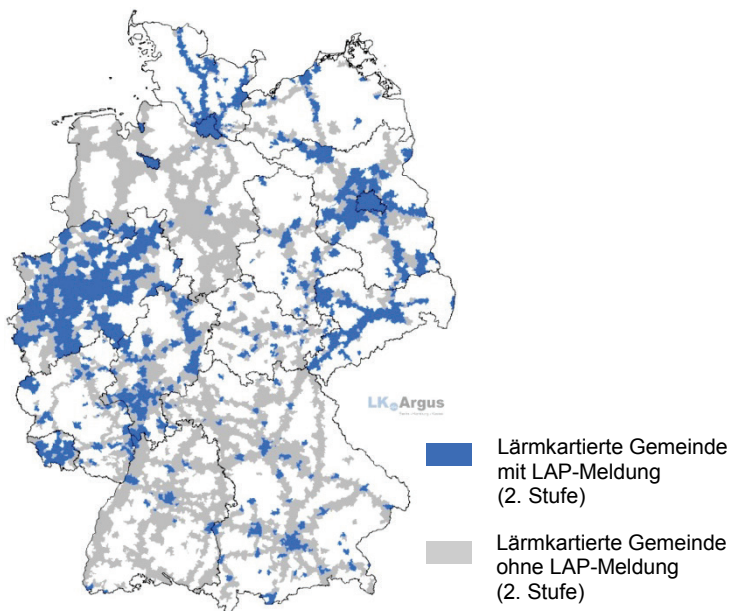 LK Argus
Lärmkartierte Gemeinde
mit LAP-Meldung
(2. Stufe)
Lärmkartierte Gemeinde
ohne LAP-Meldung
(2. Stufe)